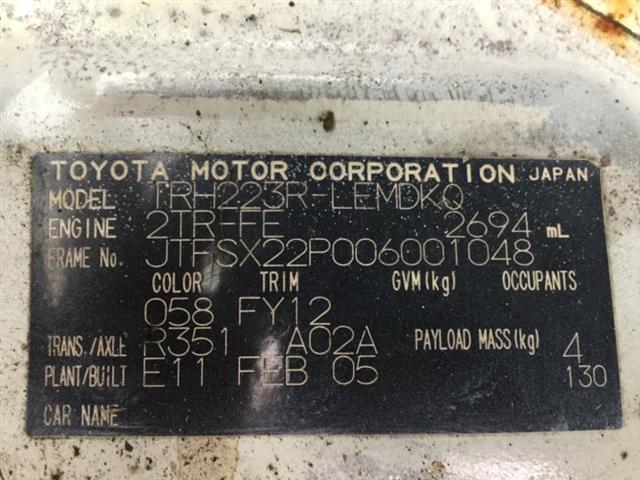 TOYOTA MOTOR CORPORATION JAPAN
MODEL TRH223R-LEMDKQ
ENGINE 2TR-FE 2694 mL
FRAME No. JTFSX22P006001048
COLOR TRIM GVM(kg) OCCUPANTS
058 FY12
TRANS./AXLE R351 A02A PAYLOAD MASS(kg) 4
PLANT/BUILT E11 FEB 05 130
CAR NAME